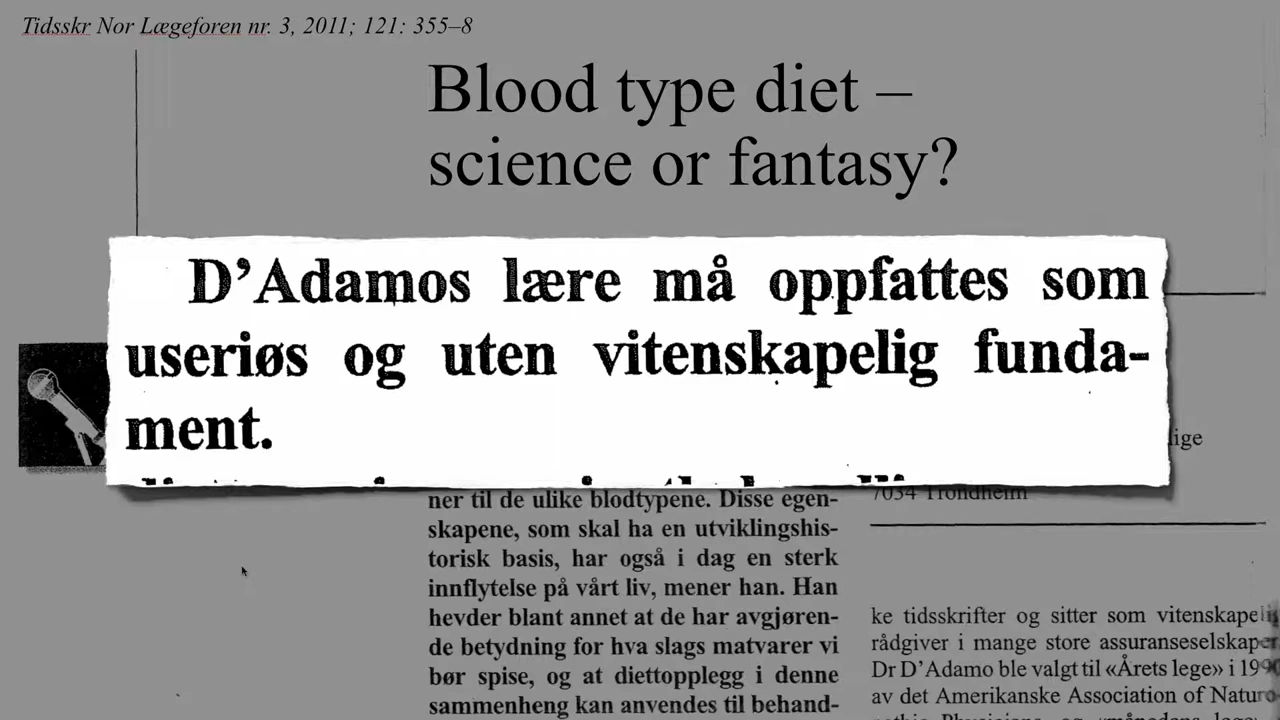 Tidsskr Nor Lægeforen nr. 3, 2011; 121: 355–8
Blood type diet –
science or fantasy?
D’Adamos lære må oppfattes som
useriøs og uten vitenskapelig funda-
ment.
lige
7034 Trondheim
ner til de ulike blodtypene. Disse egen-
skapene, som skal ha en utviklingshis-
torisk basis, har også i dag en sterk
innflytelse på vårt liv, mener han. Han
hevder blant annet at de har avgjøren-
de betydning for hva slags matvarer vi
bør spise, og at diettopplegg i denne
sammenheng kan anvendes til behand-
ke tidsskrifter og sitter som
rådgiver i mange store assuranseselskaper
Dr D’Adamo ble valgt til «Årets lege» i
av det Amerikanske Association of